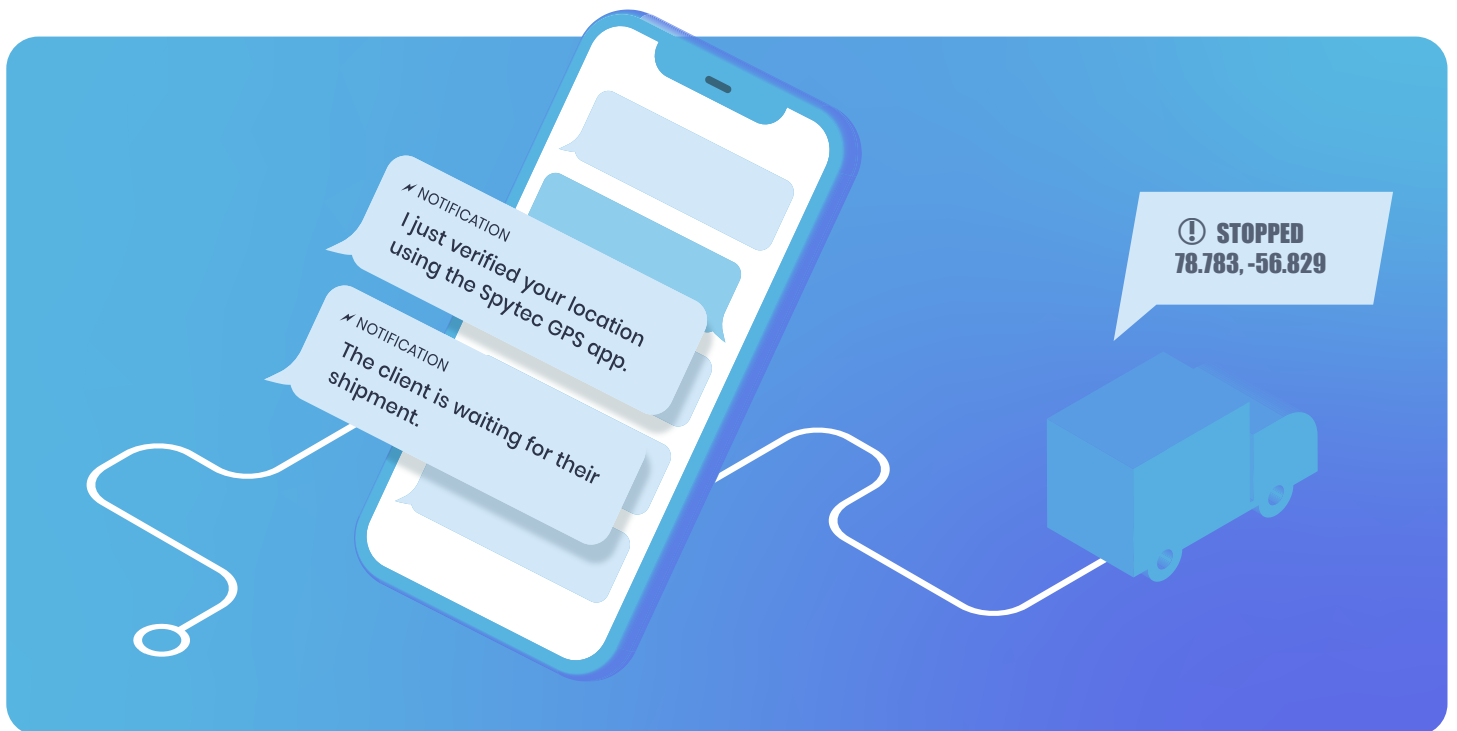 NOTIFICATION
I just verified your location
using the Spytec GPS app.
NOTIFICATION
The client is waiting for their
shipment.
STOPPED
78.783, -56.829